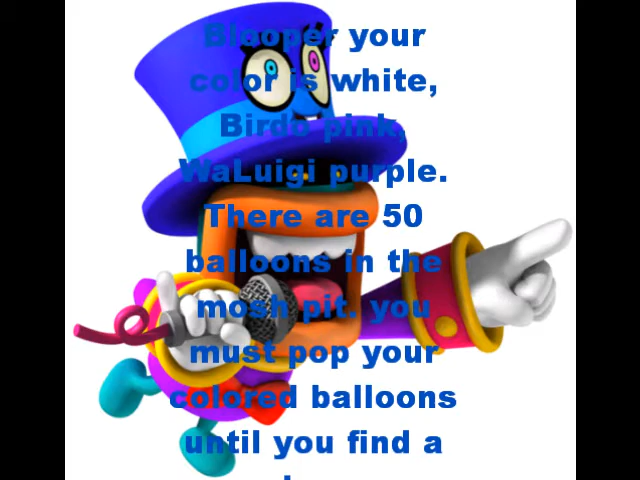 Blooper your
color is white,
Birdo pink,
WaLuigi purple.
There are 50
balloons in the
mosh pit. you
must pop your
colored balloons
until you find a